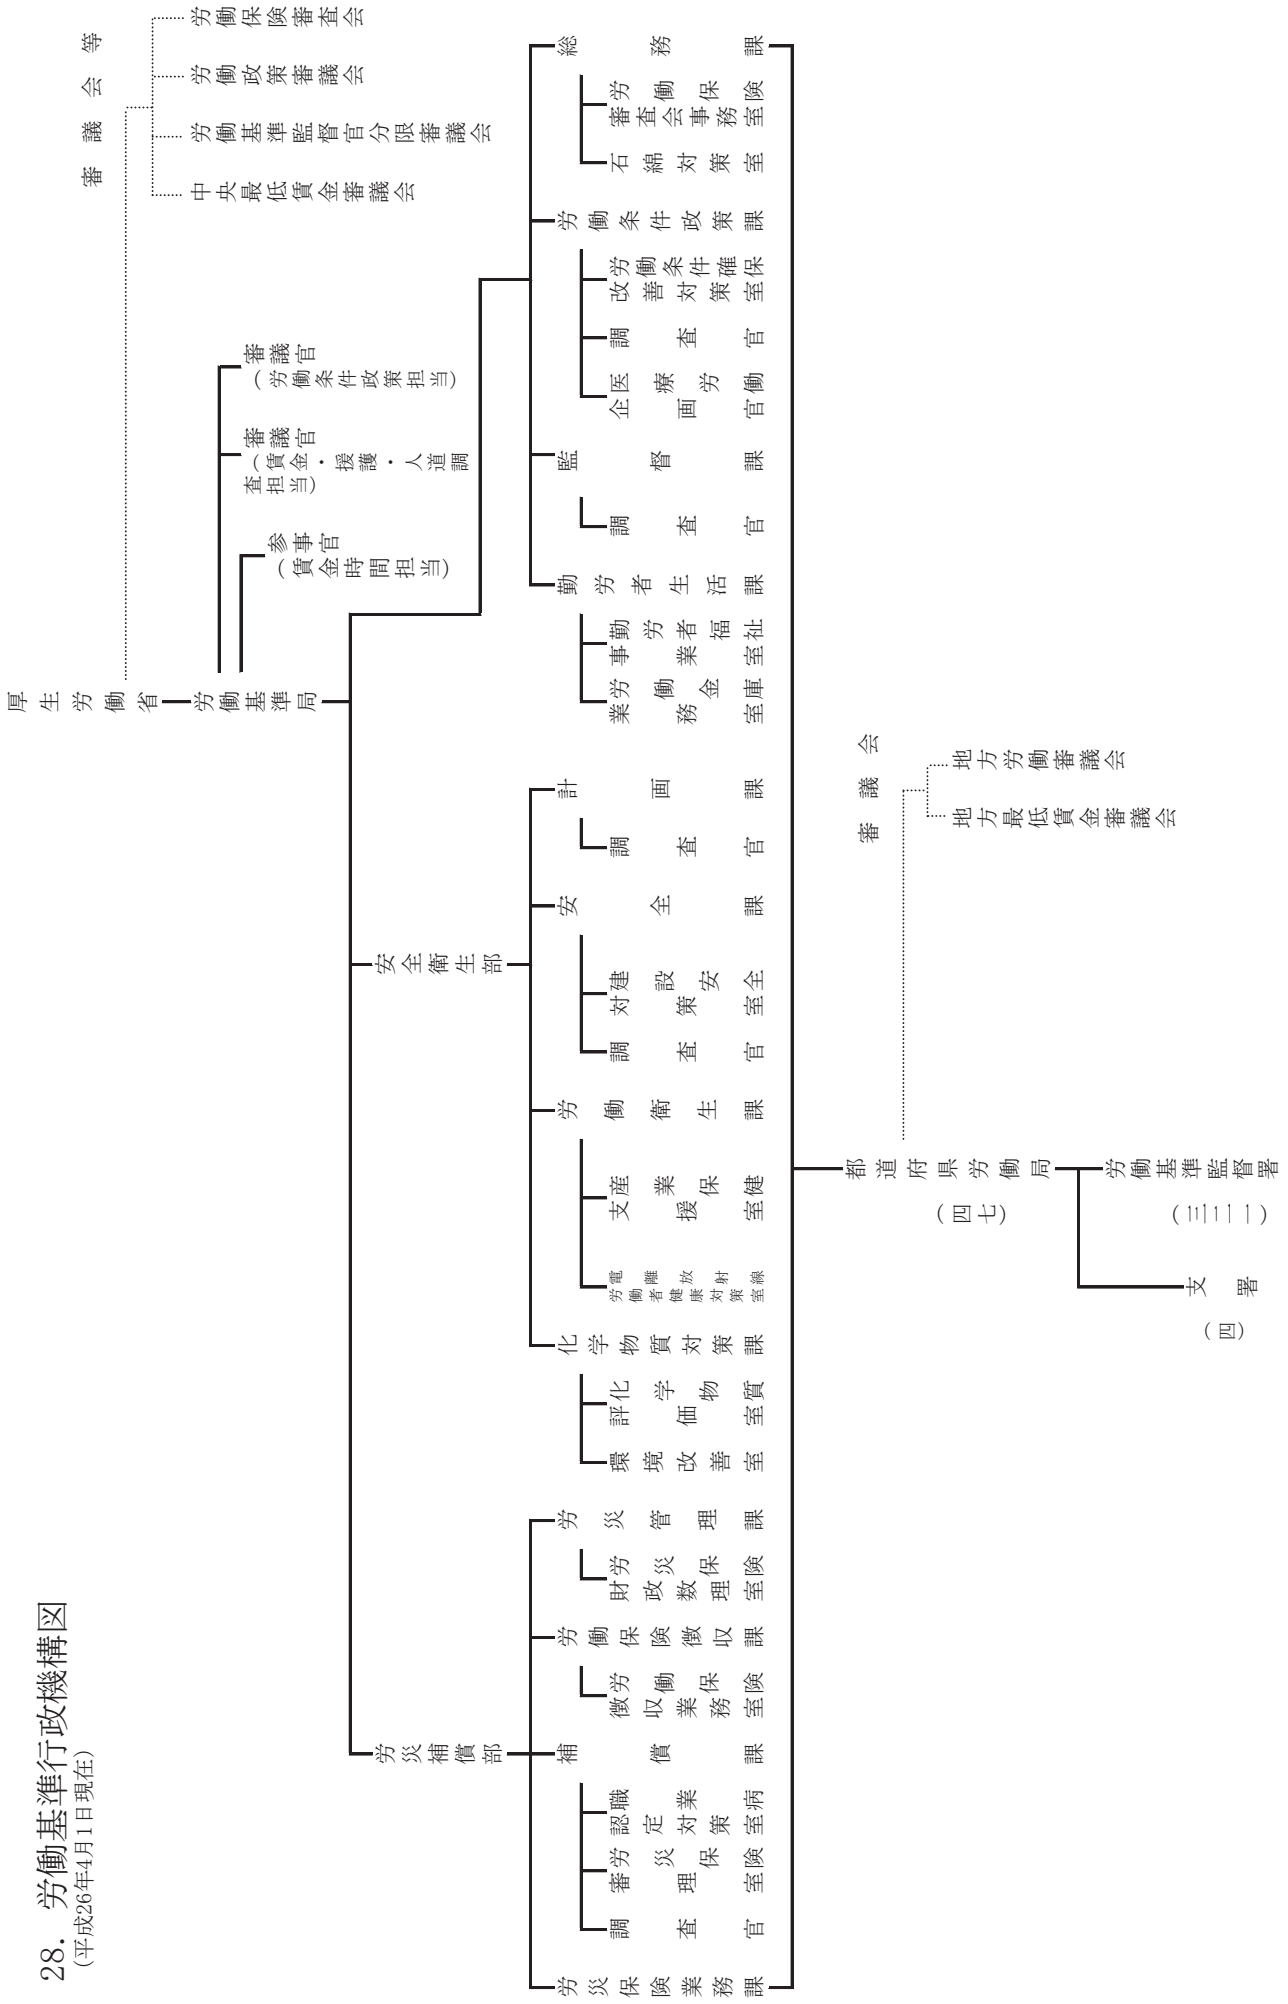 28. 労働基準行政機構図
(平成26年4月1日現在)
厚生労働省
審議会等
労働保険審査会
労働政策審議会
労働基準監督官分限審議会
中央最低賃金審議会
労働基準局
審議官
(労働条件政策担当)
審議官
(賃金・援護・人道調
査担当)
参事官
(賃金時間担当)
総務課
労働保険
審査会事務室
石綿対策室
労働条件政策課
労働条件確保
改善対策室
調査官
医療労働
企画官
監督課
調査官
勤労者生活課
勤労者福祉
事業室
労働金庫
業務室
安全衛生部
計画課
調査官
安全課
建設安全
対策室
調査官
労働衛生課
産業保健
支援室
電離放射線
労働者健康対策室
化学物質対策課
化学物質
評価室
環境改善室
労災補償部
労災管理課
労災保険
財政数理室
労働保険徴収課
労働保険
徴収業務室
補償課
職業病
認定対策室
労災保険
審理室
調査官
労災保険業務課
都道府県労働局
(四七)
審議会
地方労働審議会
地方最低賃金審議会
労働基準監督署
(三二一)
支署
(四)